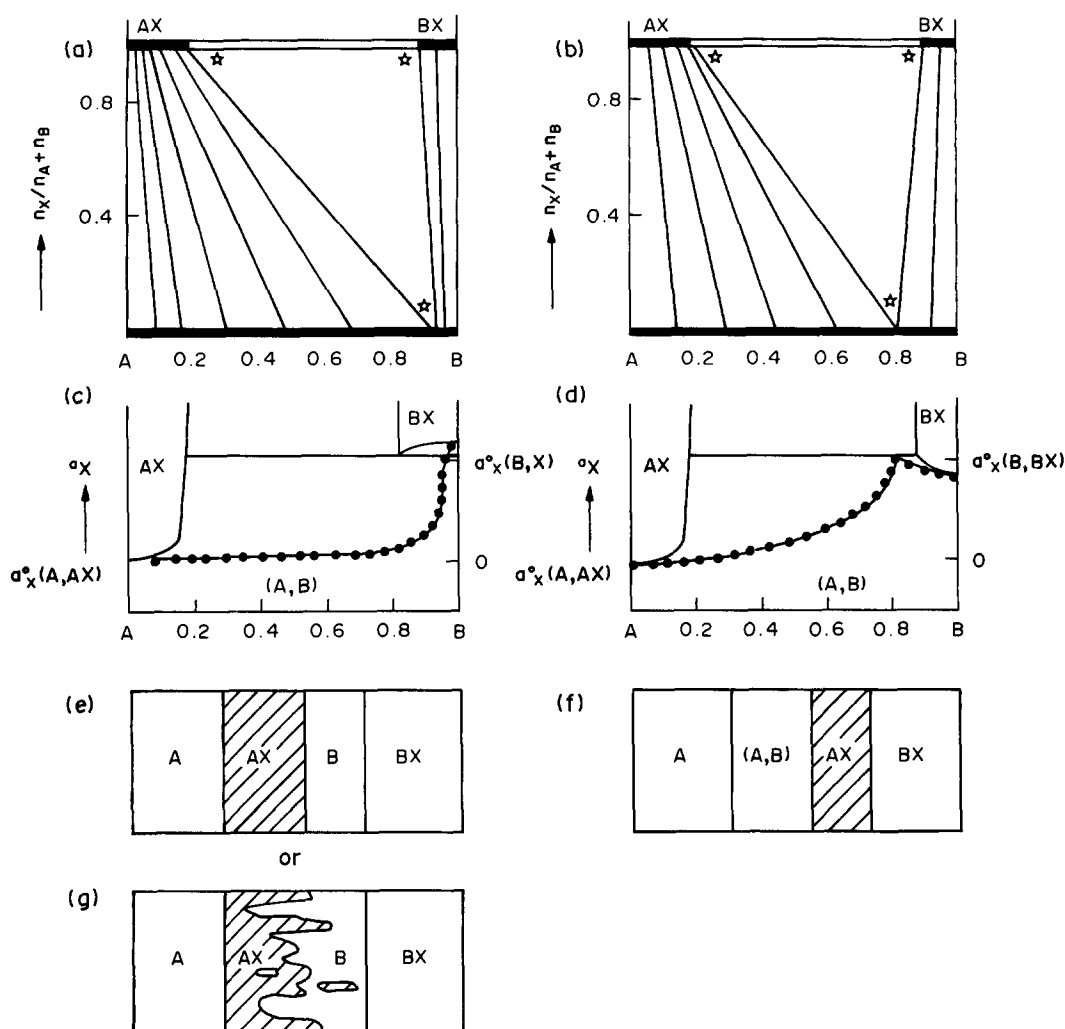 (a)
AX
BX
☆
☆
☆
0.8
0.4
n_X/n_A + n_B
A
0.2
0.4
0.6
0.8
B
(b)
AX
BX
☆
☆
☆
0.8
0.4
n_X/n_A + n_B
A
0.2
0.4
0.6
0.8
B
(c)
BX
AX
a_X
a°_X(B,X)
a°_X(A,AX)
0
(A,B)
A
0.2
0.4
0.6
0.8
B
(d)
BX
AX
a_X
a°_X(B,BX)
a°_X(A,AX)
0
(A,B)
A
0.2
0.4
0.6
0.8
B
(e)
A
AX
B
BX
(f)
A
(A,B)
AX
BX
or
(g)
A
AX
B
BX